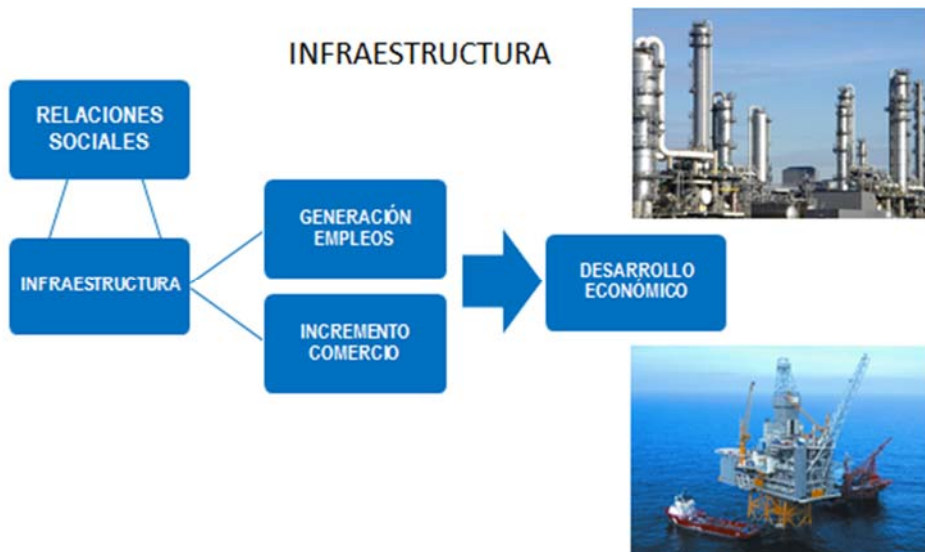 INFRAESTRUCTURA
RELACIONES
SOCIALES
GENERACIÓN
EMPLEOS
INFRAESTRUCTURA
DESARROLLO
ECONÓMICO
INCREMENTO
COMERCIO